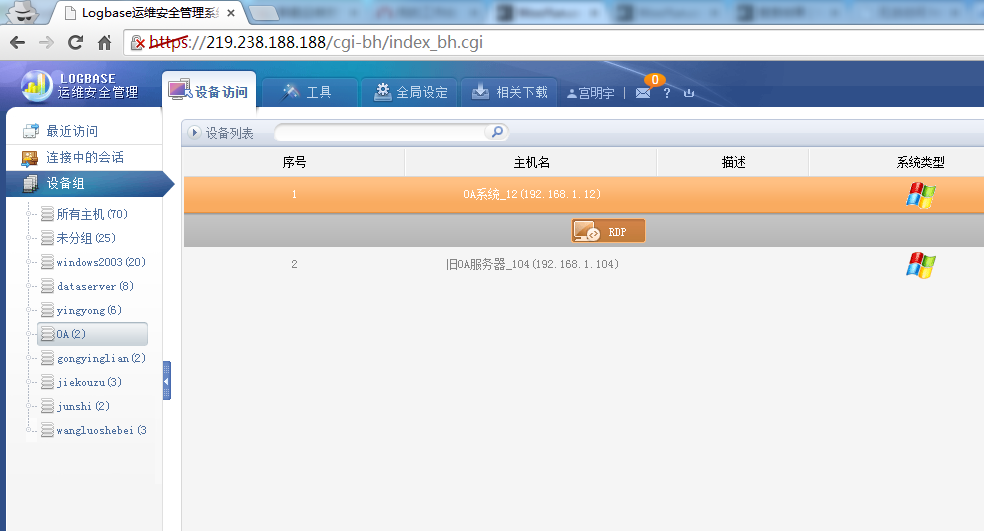 Logbase运维安全管理系
https://219.238.188.188/cgi-bh/index_bh.cgi
LOGBASE
运维安全管理
设备访问
工具
全局设定
相关下载
宫明宇
|
0
?
最近访问
连接中的会话
设备组
所有主机(70)
未分组(25)
windows2003(20)
dataserver(8)
yingyong(6)
OA(2)
gongyinglian(2)
jiekouzu(3)
junshi(2)
wangluoshebei(3
设备列表
序号 主机名 描述 系统类型
1 OA系统_12(192.168.1.12)
RDP
2 旧OA服务器_104(192.168.1.104)